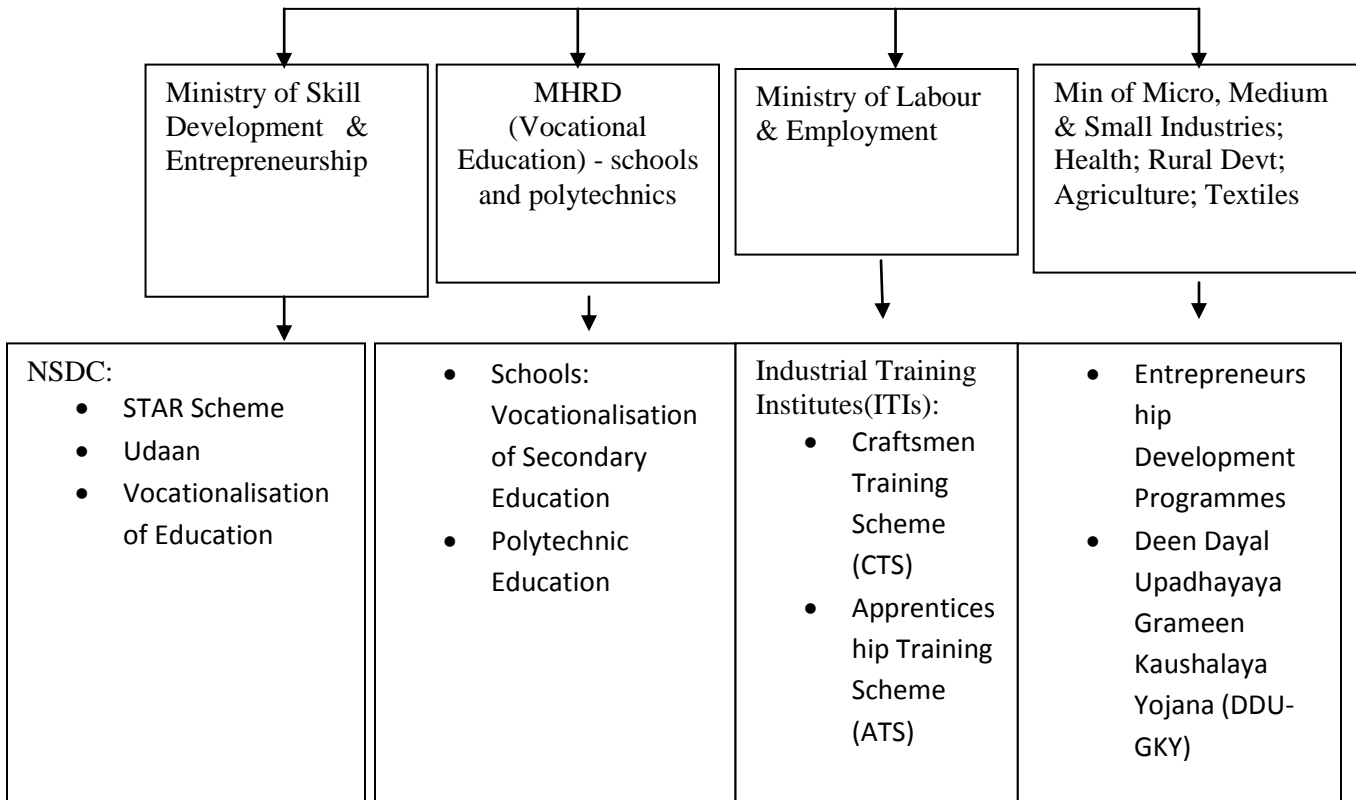 Ministry of Skill
Development &
Entrepreneurship
MHRD
(Vocational
Education) - schools
and polytechnics
Ministry of Labour
& Employment
Min of Micro, Medium
& Small Industries;
Health; Rural Devt;
Agriculture; Textiles
NSDC:
• STAR Scheme
• Udaan
• Vocationalisation
of Education
• Schools:
Vocationalisation
of Secondary
Education
• Polytechnic
Education
Industrial Training
Institutes(ITIs):
• Craftsmen
Training
Scheme
(CTS)
• Apprentices
hip Training
Scheme
(ATS)
• Entrepreneurs
hip
Development
Programmes
• Deen Dayal
Upadhayaya
Grameen
Kaushalaya
Yojana (DDU-
GKY)